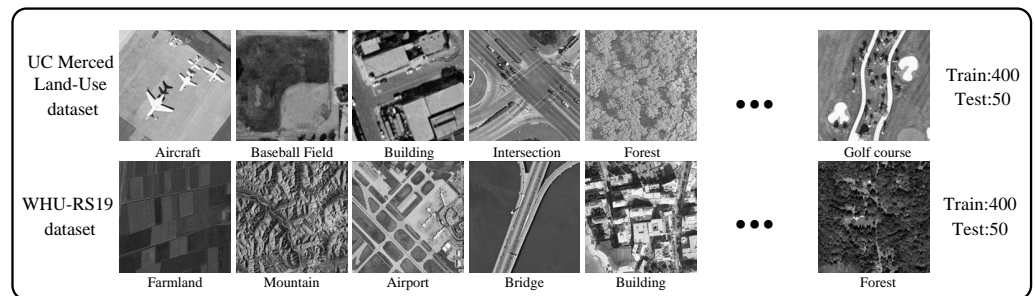 UC Merced
Land-Use
dataset
Train:400
Test:50
Aircraft
Baseball Field
Building
Intersection
Forest
Golf course
WHU-RS19
dataset
Train:400
Test:50
Farmland
Mountain
Airport
Bridge
Building
Forest